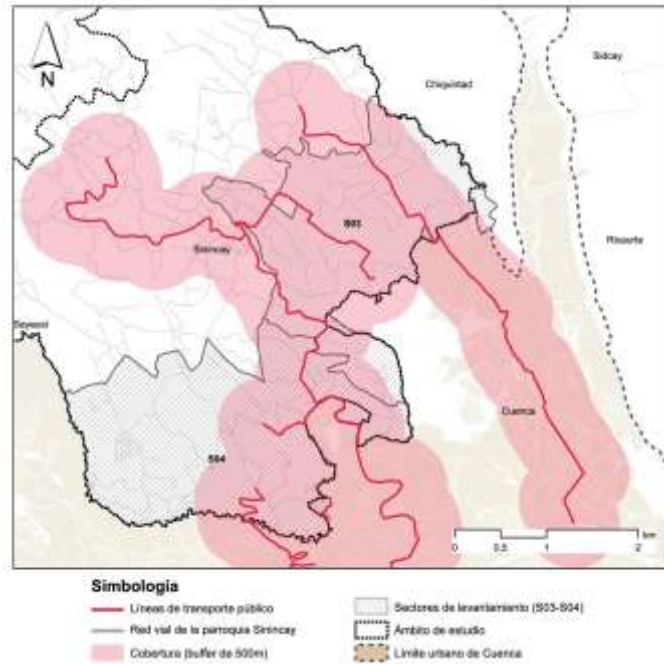 N
Sidcay
Chiquintad
S03
Ricaurte
Sinincay
Sayausí
Cuenca
S04
km
0 0,5 1 2
Simbología
Líneas de transporte público
Red vial de la parroquia Sinincay
Cobertura (buffer de 500m)
Sectores de levantamiento (S03-S04)
Ámbito de estudio
Límite urbano de Cuenca